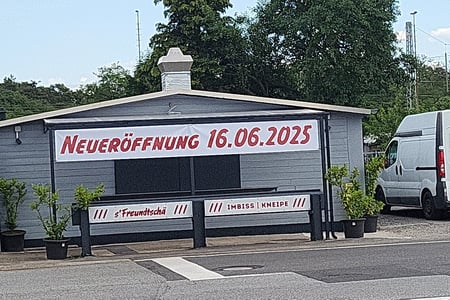 NEUERÖFFNUNG 16.06.2025
s'Freundtschä
IMBISS | KNEIPE